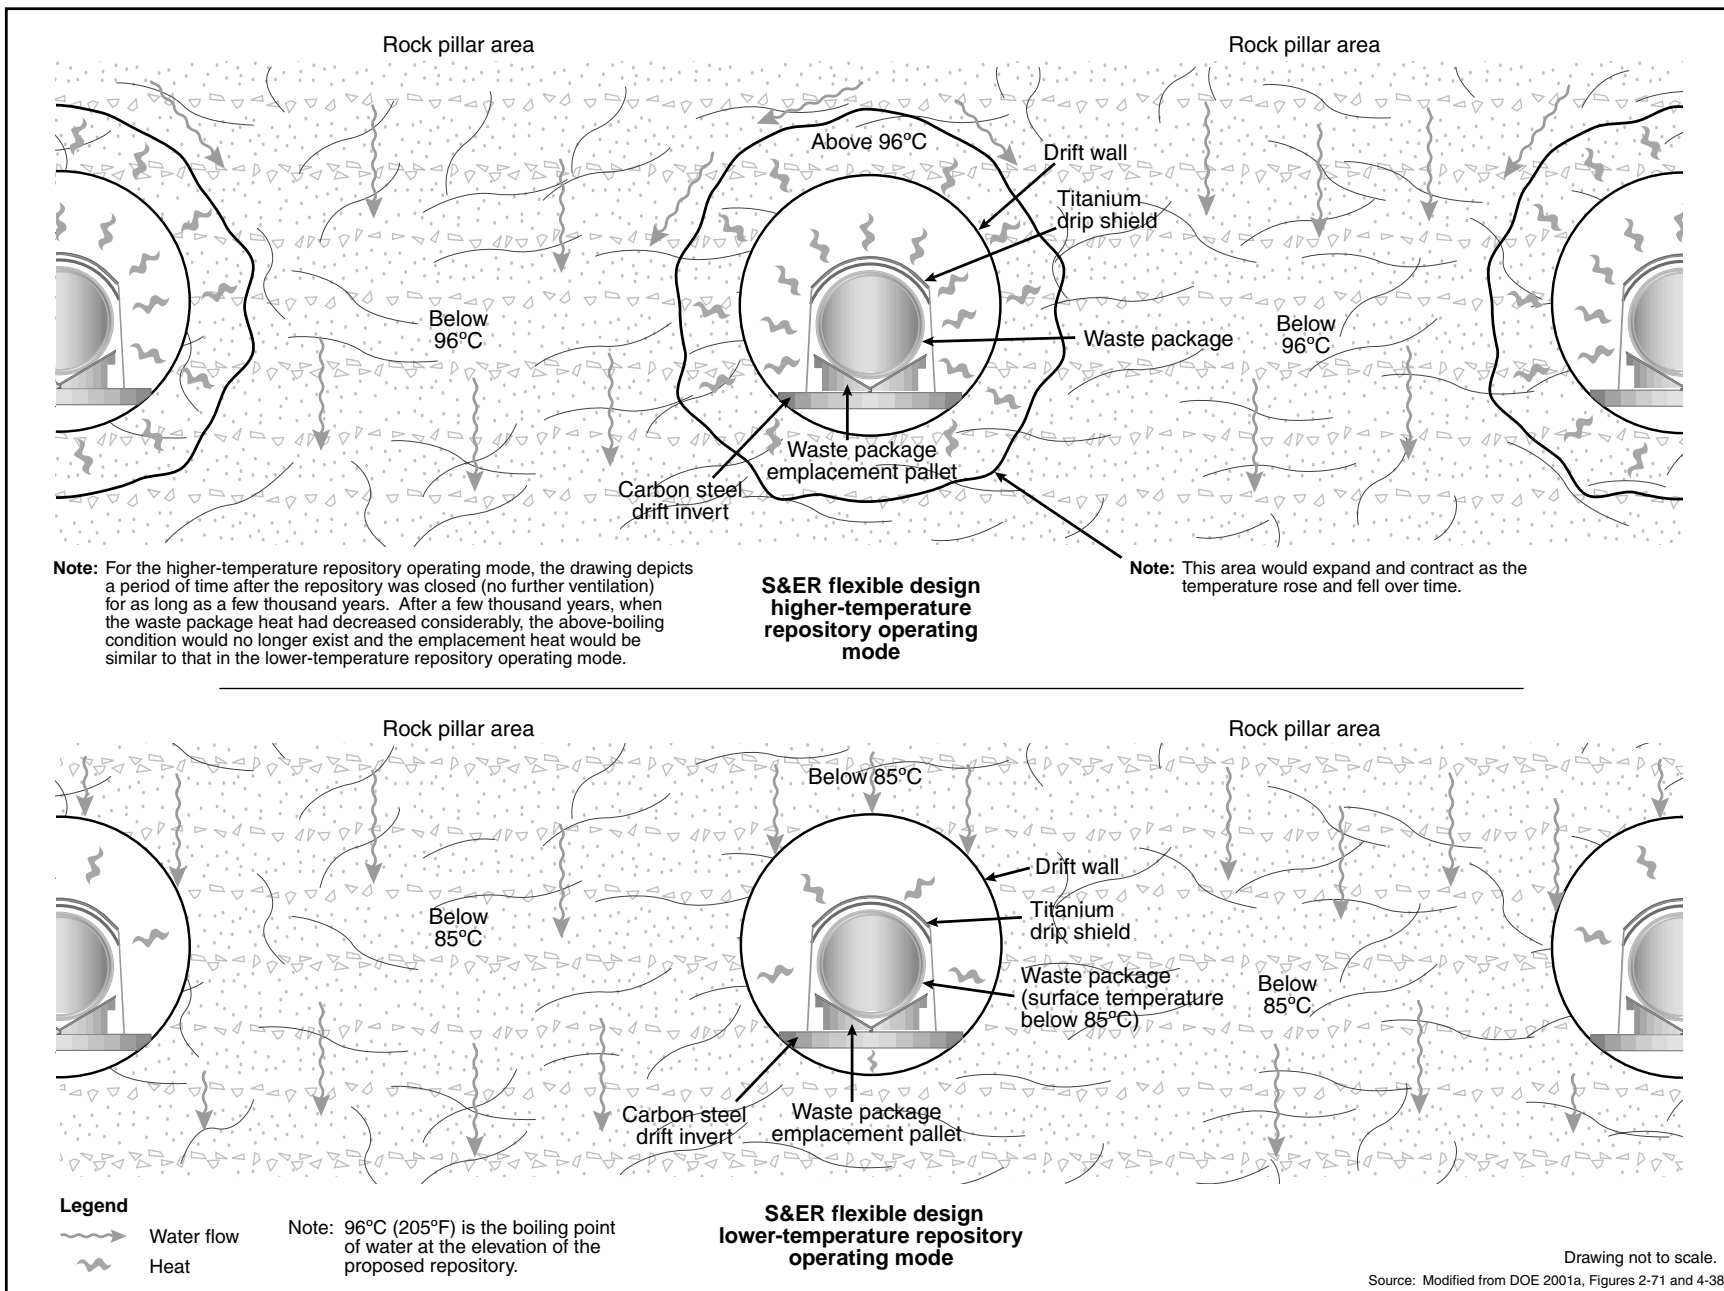 Rock pillar area
Rock pillar area
Above 96°C
Drift wall
Titanium
drip shield
Below
96°C
Waste package
Below
96°C
Waste package
emplacement pallet
Carbon steel
drift invert
Note: For the higher-temperature repository operating mode, the drawing depicts
a period of time after the repository was closed (no further ventilation)
for as long as a few thousand years. After a few thousand years, when
the waste package heat had decreased considerably, the above-boiling
condition would no longer exist and the emplacement heat would be
similar to that in the lower-temperature repository operating mode.
S&ER flexible design
higher-temperature
repository operating
mode
Note: This area would expand and contract as the
temperature rose and fell over time.
Rock pillar area
Rock pillar area
Below 85°C
Drift wall
Below
85°C
Titanium
drip shield
Waste package
(surface temperature
below 85°C)
Below
85°C
Carbon steel
drift invert
Waste package
emplacement pallet
Legend
Water flow
Heat
Note: 96°C (205°F) is the boiling point
of water at the elevation of the
proposed repository.
S&ER flexible design
lower-temperature repository
operating mode
Drawing not to scale.
Source: Modified from DOE 2001a, Figures 2-71 and 4-38